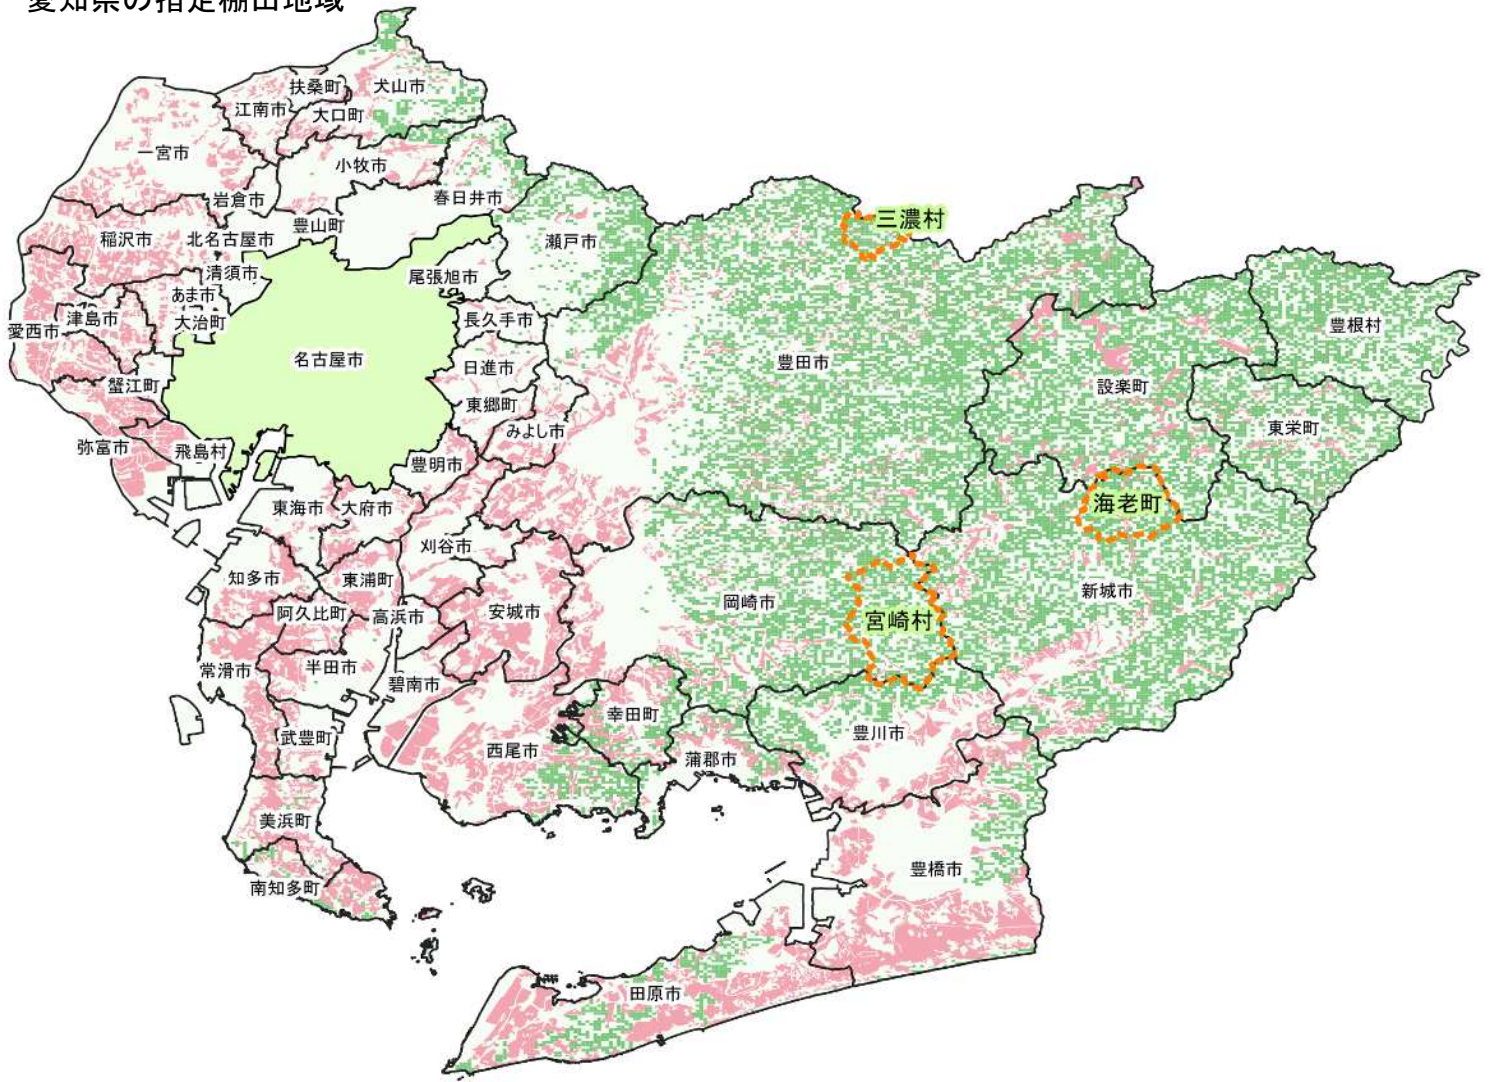 愛知県の指定棚田地域
扶桑町
犬山市
江南市
大口町
一宮市
小牧市
岩倉市
春日井市
豊山町
三濃村
稲沢市
北名古屋市
瀬戸市
清須市
尾張旭市
あま市
津島市
大治町
長久手市
愛西市
豊根村
名古屋市
日進市
豊田市
蟹江町
設楽町
東郷町
みよし市
東栄町
弥富市
飛島村
豊明市
東海市
大府市
海老町
刈谷市
知多市
東浦町
新城市
岡崎市
阿久比町
高浜市
安城市
宮崎村
常滑市
半田市
碧南市
幸田町
武豊町
豊川市
西尾市
蒲郡市
美浜町
豊橋市
南知多町
田原市